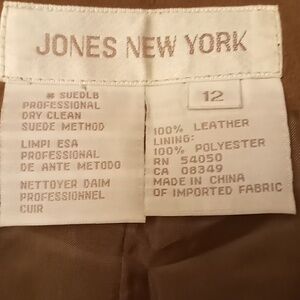 JONES NEW YORK
# SUEDLB
PROFESSIONAL
DRY CLEAN
SUEDE METHOD
LIMPI ESA
PROFESIONAL
DE ANTE METODO
NETTOYER DAIM
PROFESSIONNEL
CUIR
12
100% LEATHER
LINING:
100% POLYESTER
RN 54050
CA 08349
MADE IN CHINA
OF IMPORTED FABRIC